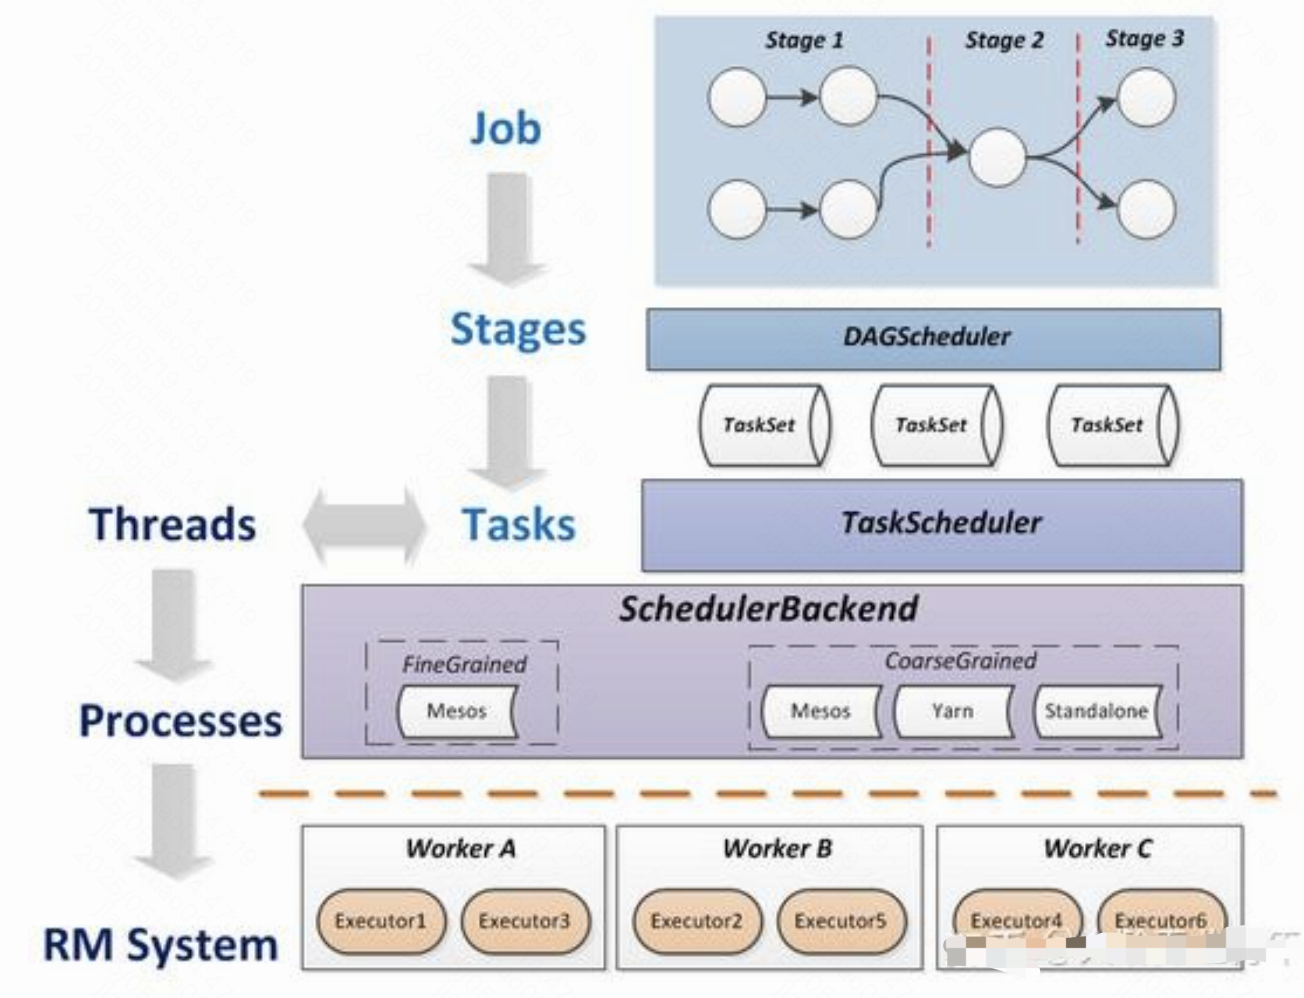 Stage 1 Stage 2 Stage 3
Job
Stages
DAGScheduler
TaskSet TaskSet TaskSet
Threads Tasks TaskScheduler
SchedulerBackend
FineGrained CoarseGrained
Mesos Mesos Yarn Standalone
Processes
Worker A Worker B Worker C
Executor1 Executor3 Executor2 Executor5 Executor4 Executor6
RM System